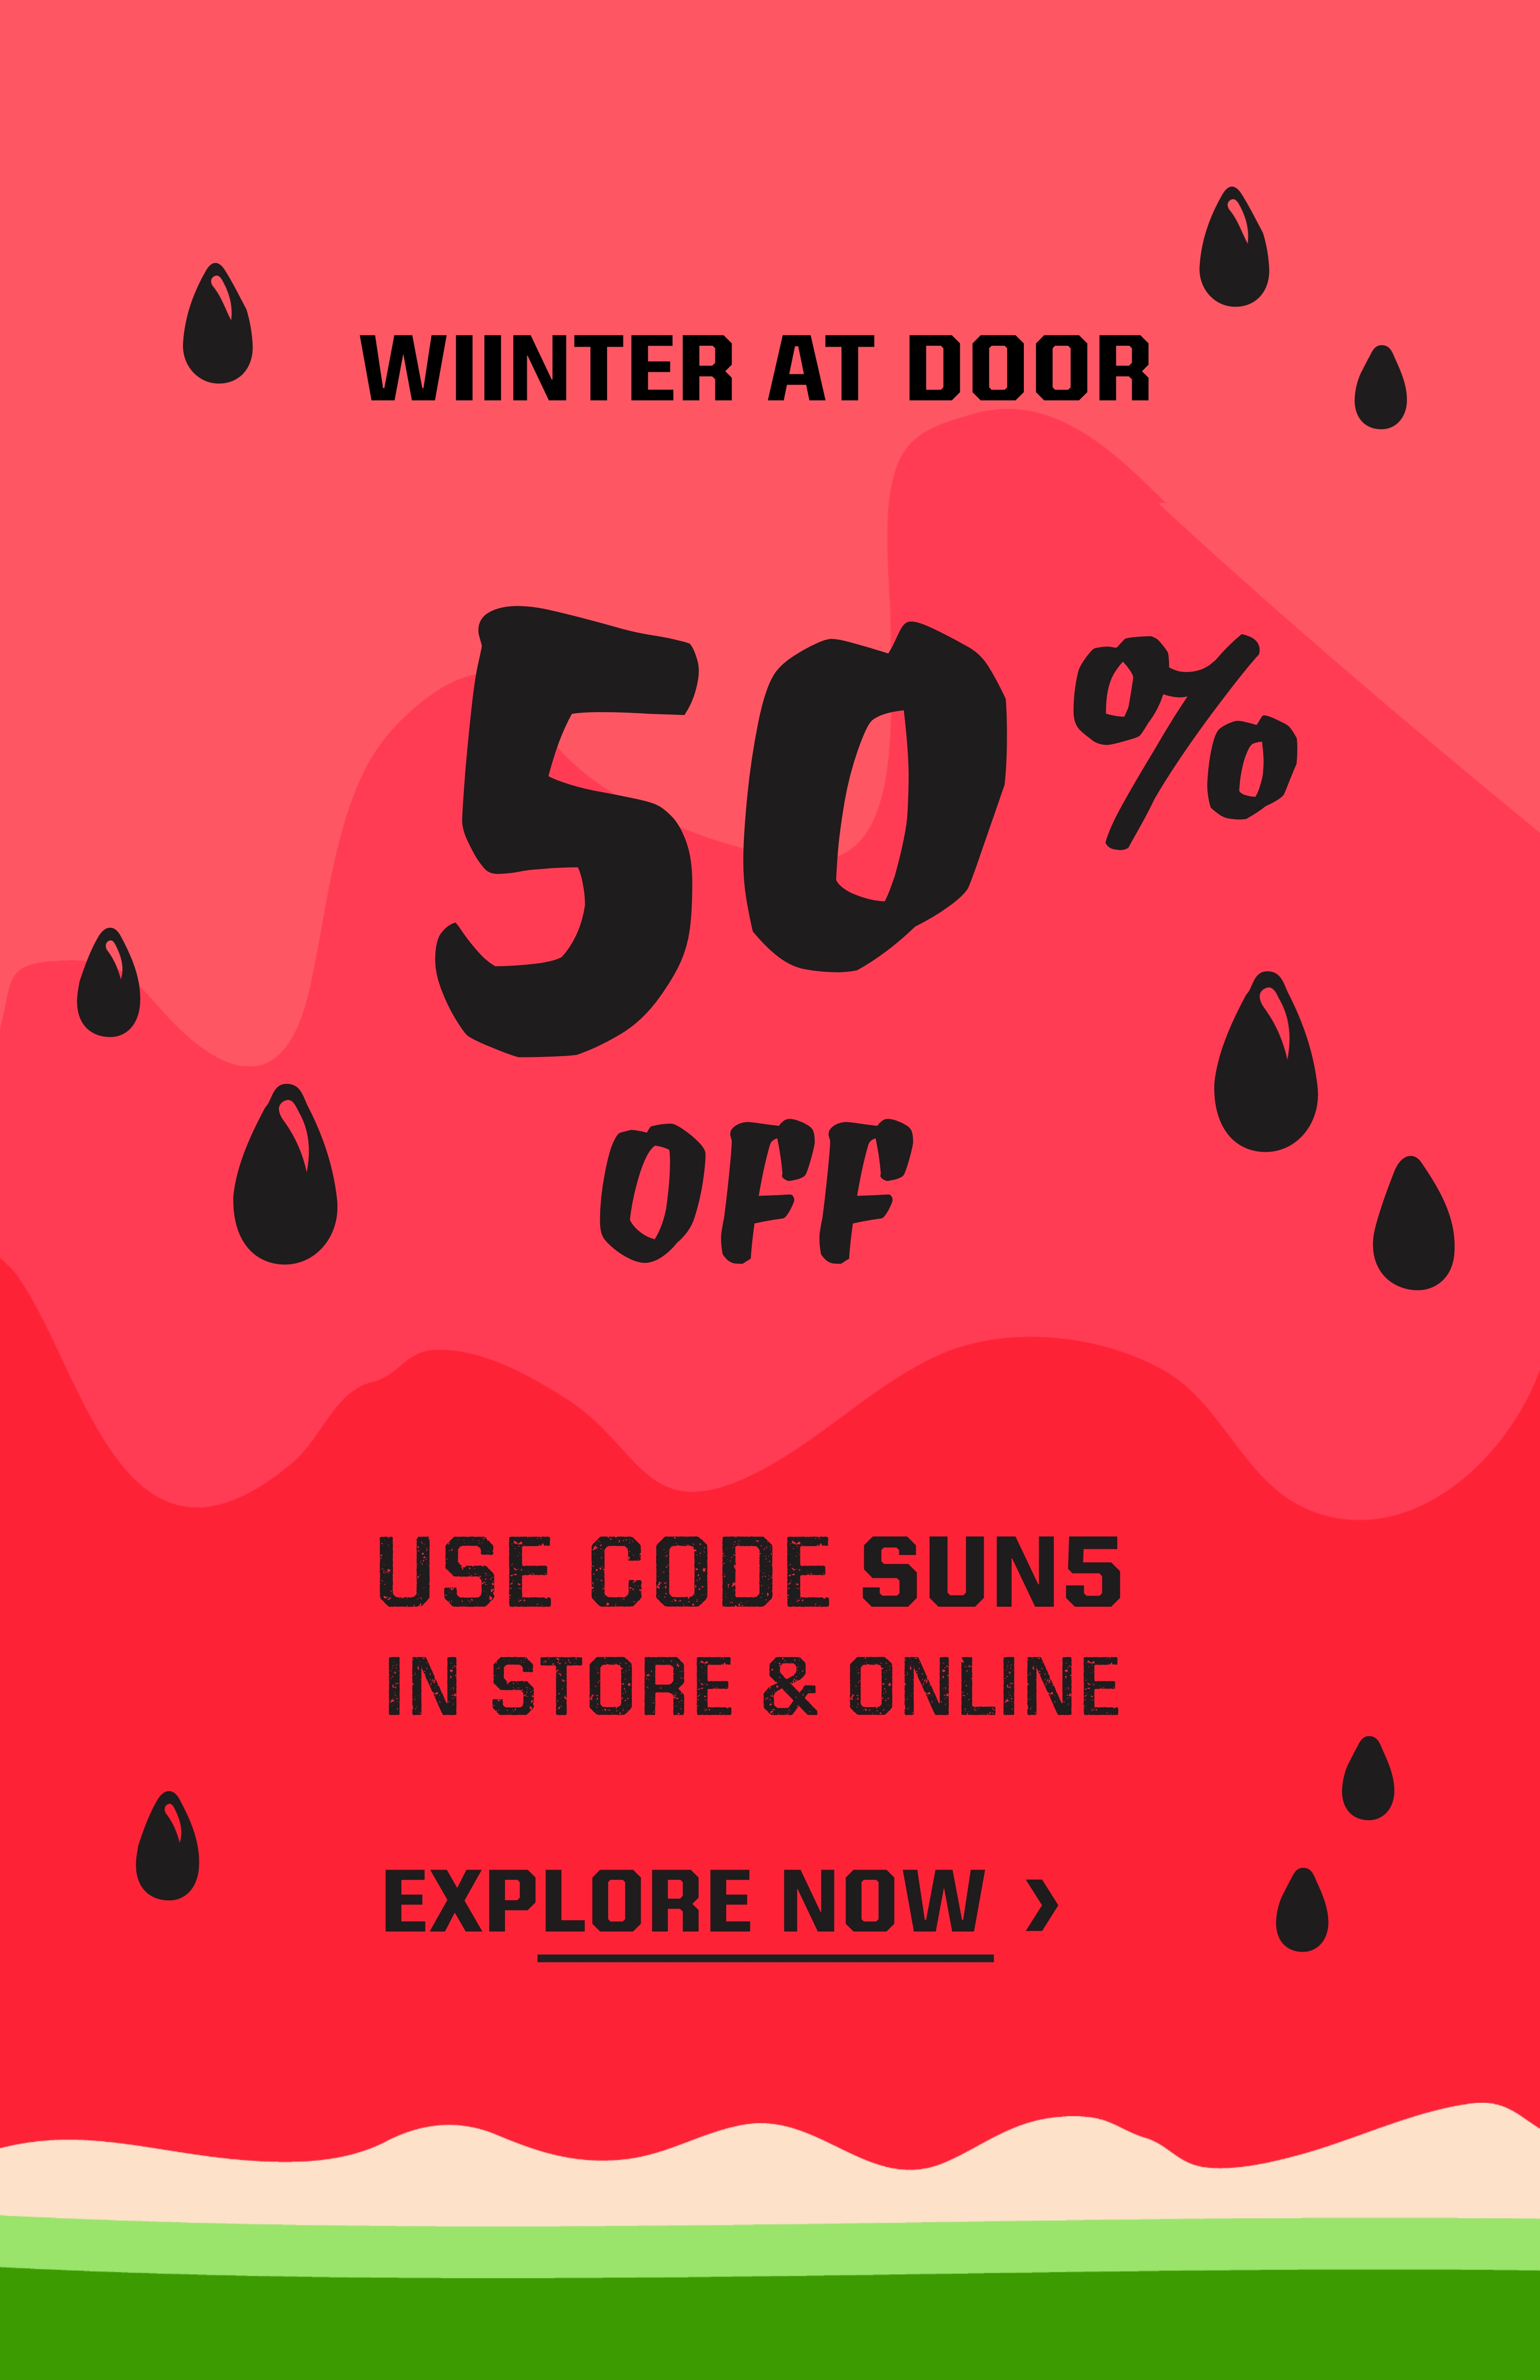 WIINTER AT DOOR
50%
OFF
USE CODE SUN5
IN STORE & ONLINE
EXPLORE NOW ›